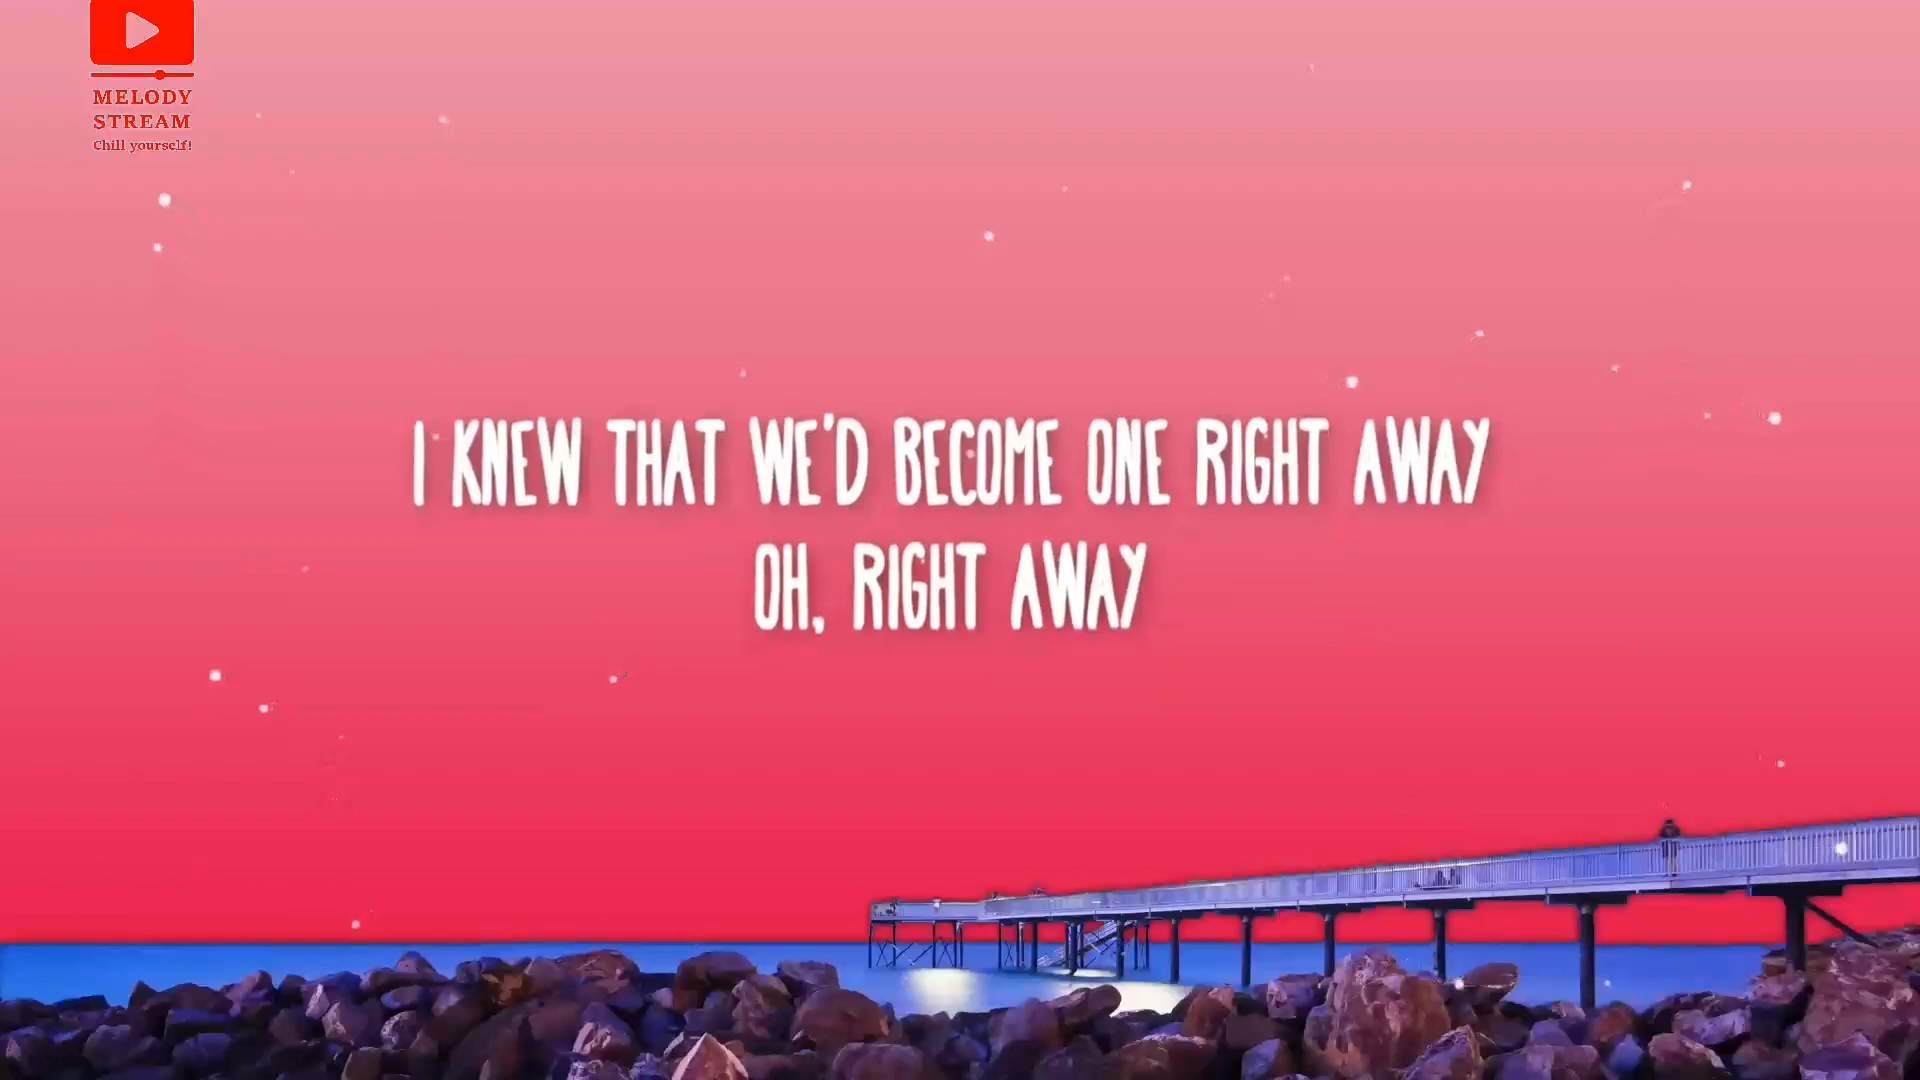 MELODY
STREAM
Chill yourself!
I KNEW THAT WE'D BECOME ONE RIGHT AWAY
OH, RIGHT AWAY